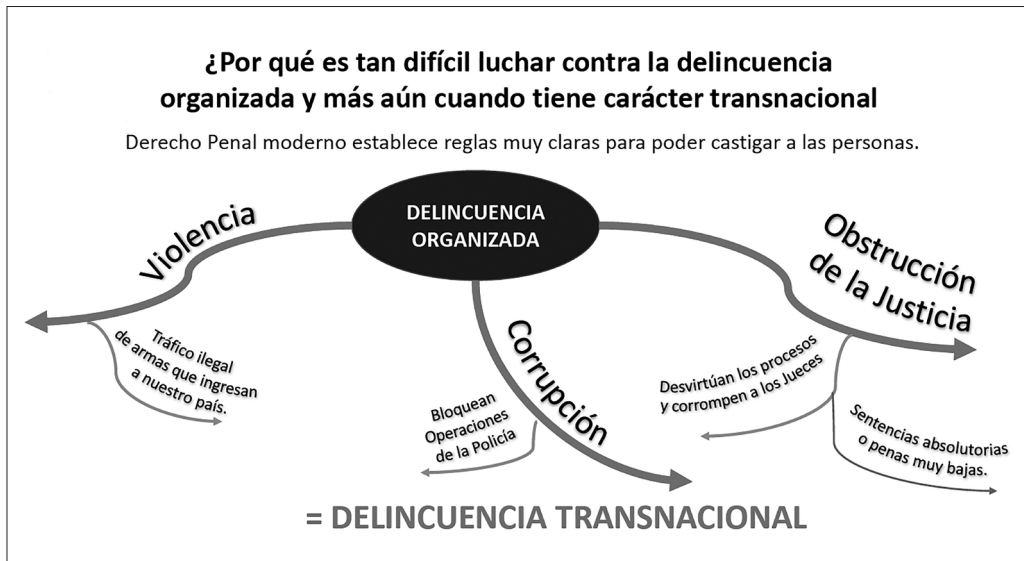 ¿Por qué es tan difícil luchar contra la delincuencia
organizada y más aún cuando tiene carácter transnacional
Derecho Penal moderno establece reglas muy claras para poder castigar a las personas.
DELINCUENCIA
ORGANIZADA
Violencia
Tráfico ilegal
de armas que ingresan
a nuestro país.
Corrupción
Bloquean
Operaciones
de la Policía
Obstrucción
de la Justicia
Desvirtúan los procesos
y corrompen a los Jueces
Sentencias absolutorias
o penas muy bajas.
= DELINCUENCIA TRANSNACIONAL